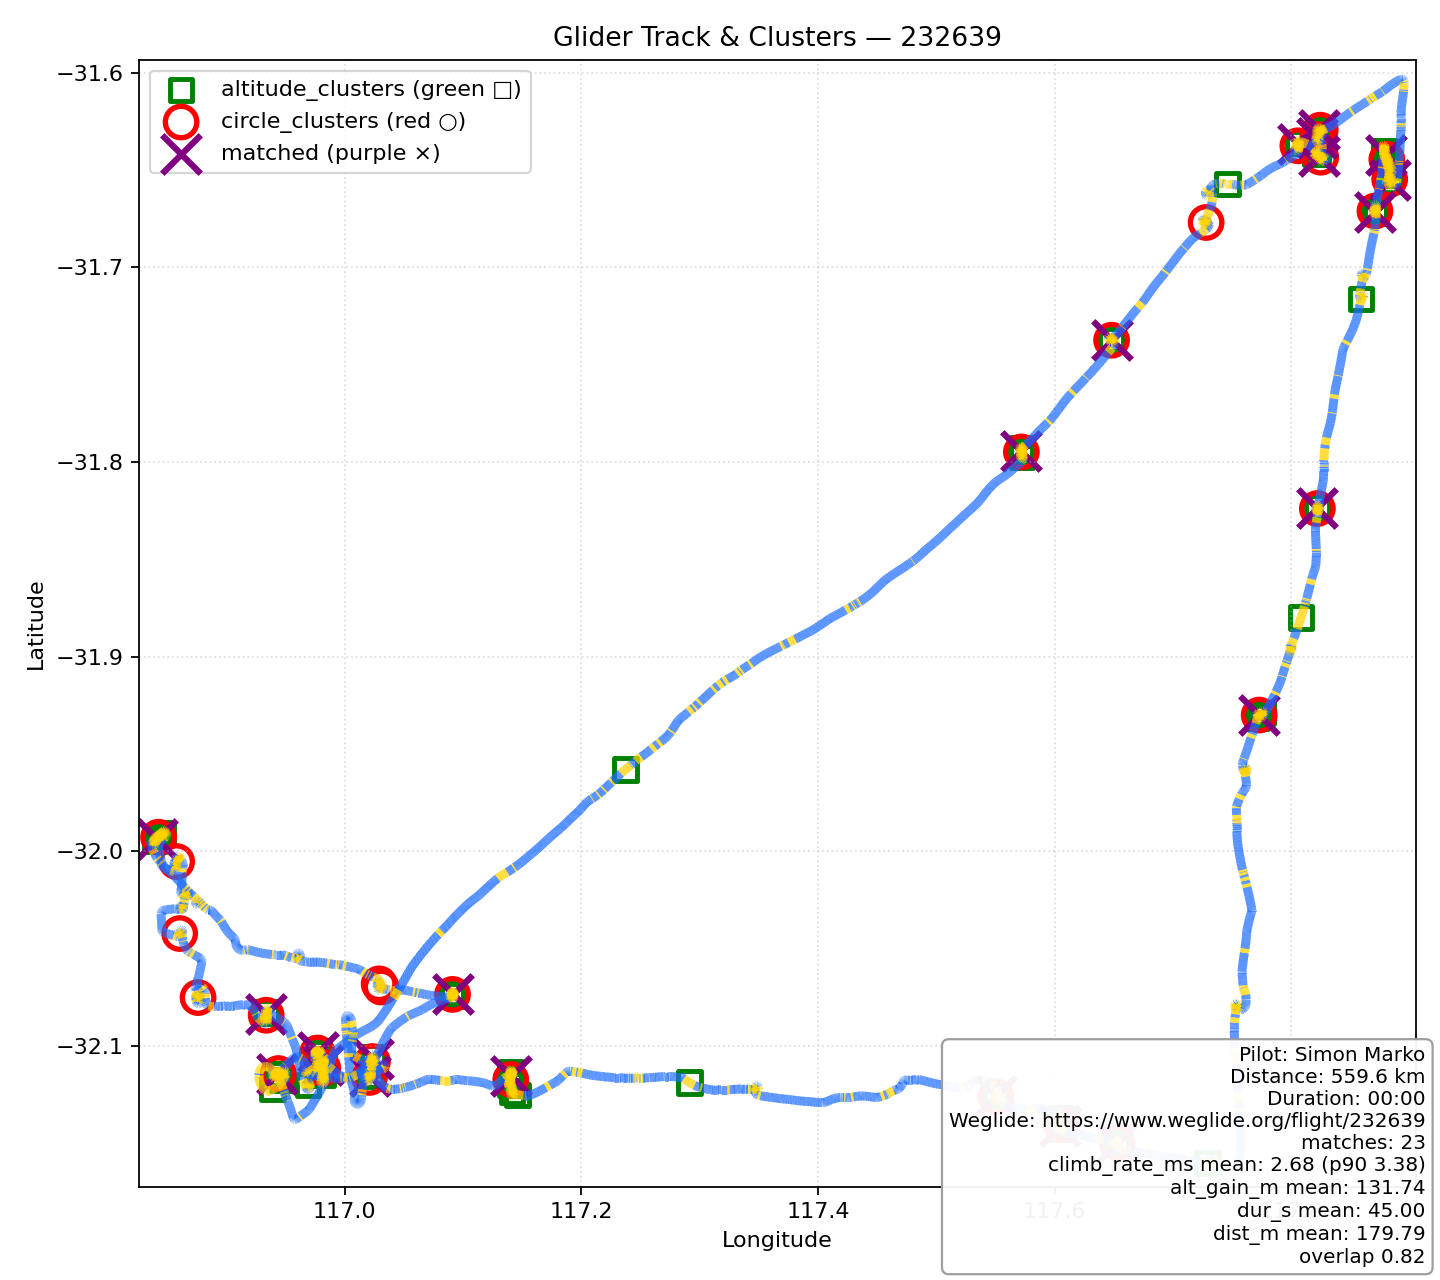 Glider Track & Clusters — 232639
altitude_clusters (green □)
circle_clusters (red ○)
matched (purple ×)
Latitude
−31.6
−31.7
−31.8
−31.9
−32.0
−32.1
117.0
117.2
117.4
117.6
Longitude
Pilot: Simon Marko
Distance: 559.6 km
Duration: 00:00
Weglide: https://www.weglide.org/flight/232639
matches: 23
climb_rate_ms mean: 2.68 (p90 3.38)
alt_gain_m mean: 131.74
dur_s mean: 45.00
dist_m mean: 179.79
overlap 0.82